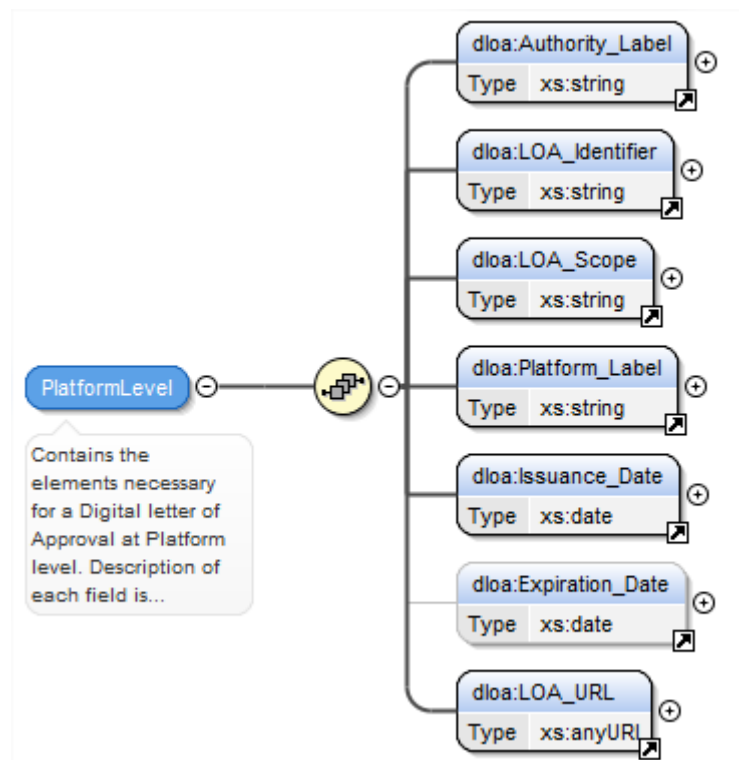 dloa:Authority_Label
Type xs:string
dloa:LOA_Identifier
Type xs:string
dloa:LOA_Scope
Type xs:string
PlatformLevel
dloa:Platform_Label
Type xs:string
Contains the
elements necessary
for a Digital letter of
Approval at Platform
level. Description of
each field is...
dloa:Issuance_Date
Type xs:date
dloa:Expiration_Date
Type xs:date
dloa:LOA_URL
Type xs:anyURL